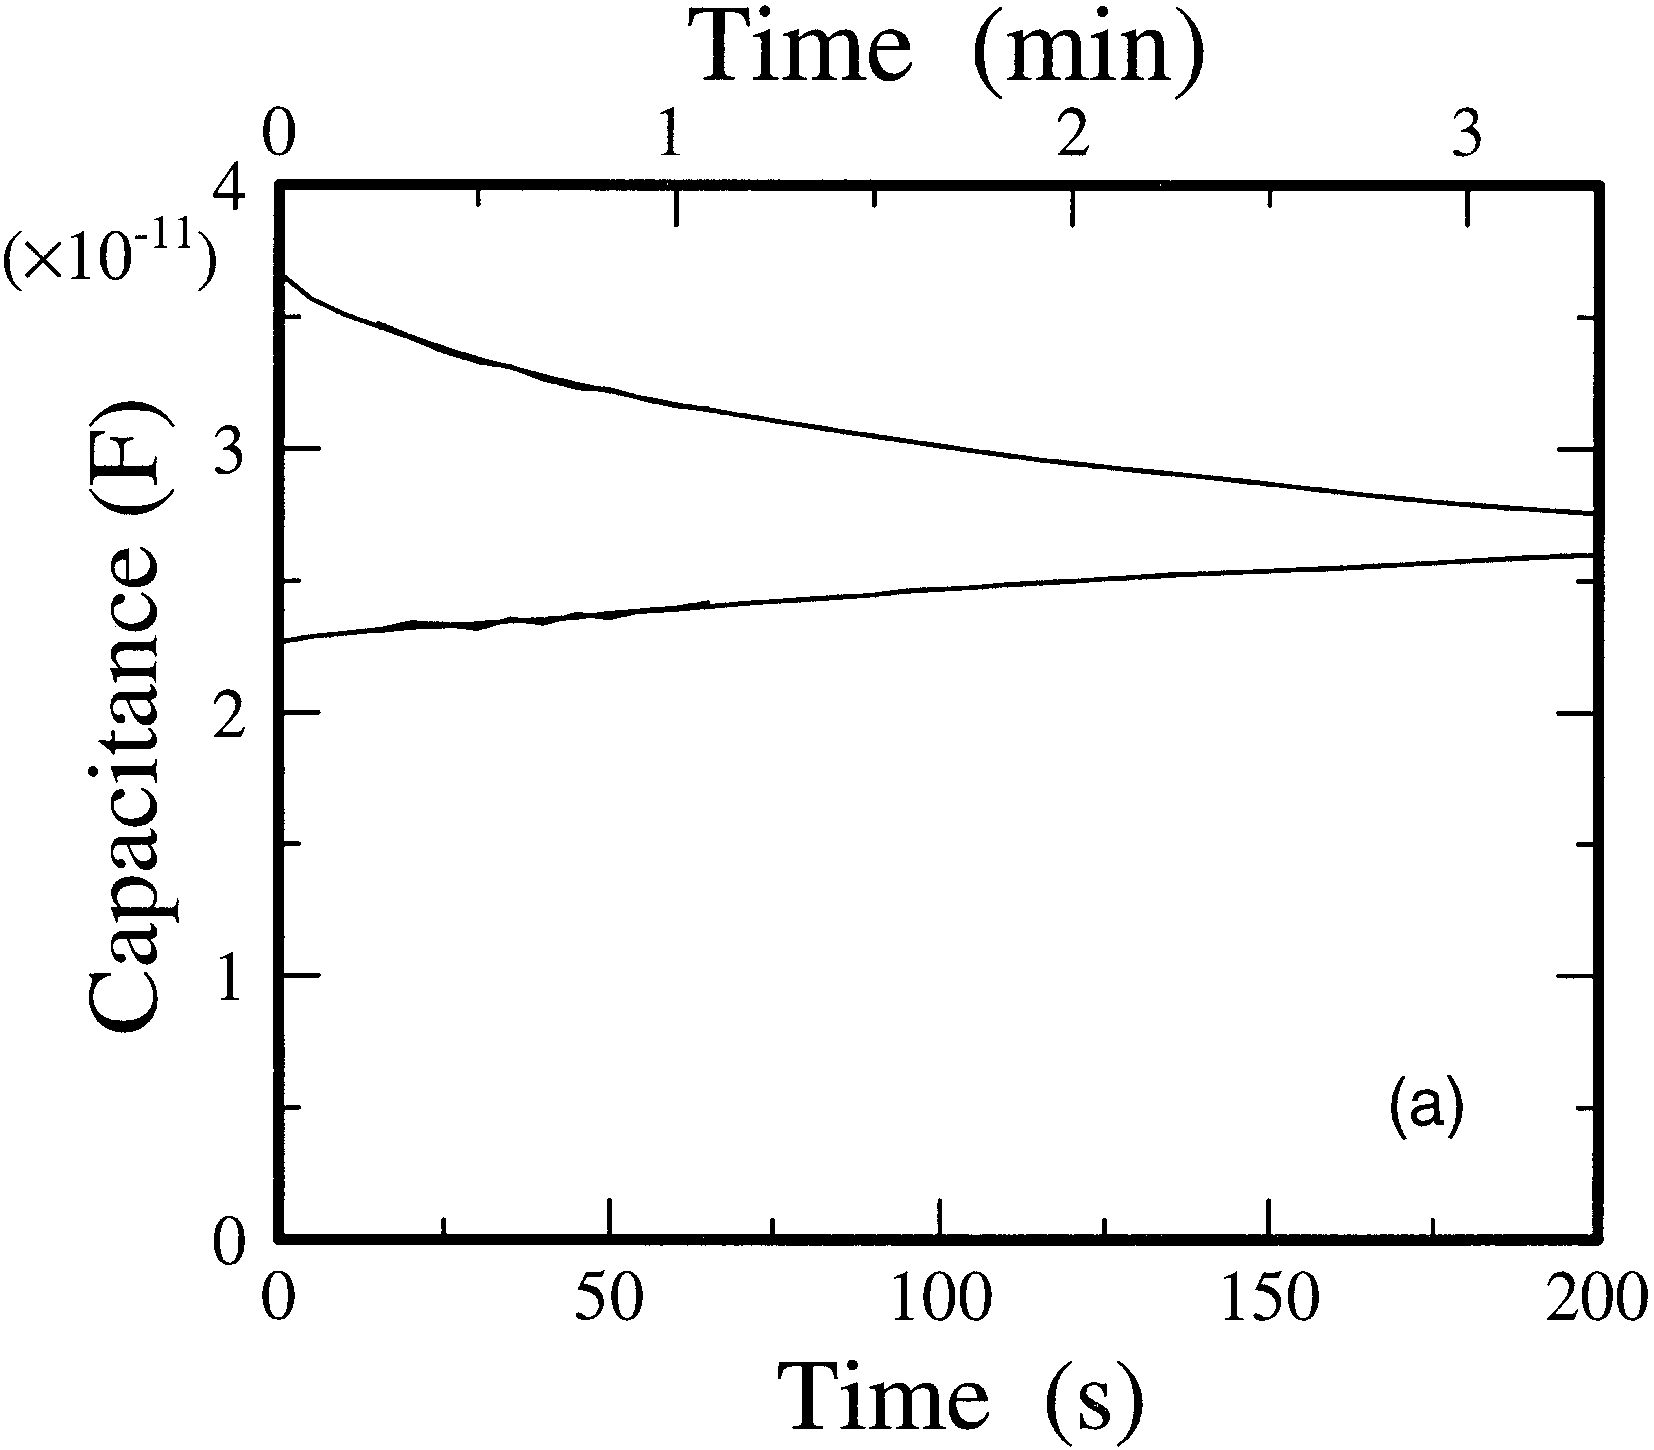 Time (min)
0 1 2 3
4
(×10-11)
3
2
1
0
Capacitance (F)
(a)
0 50 100 150 200
Time (s)